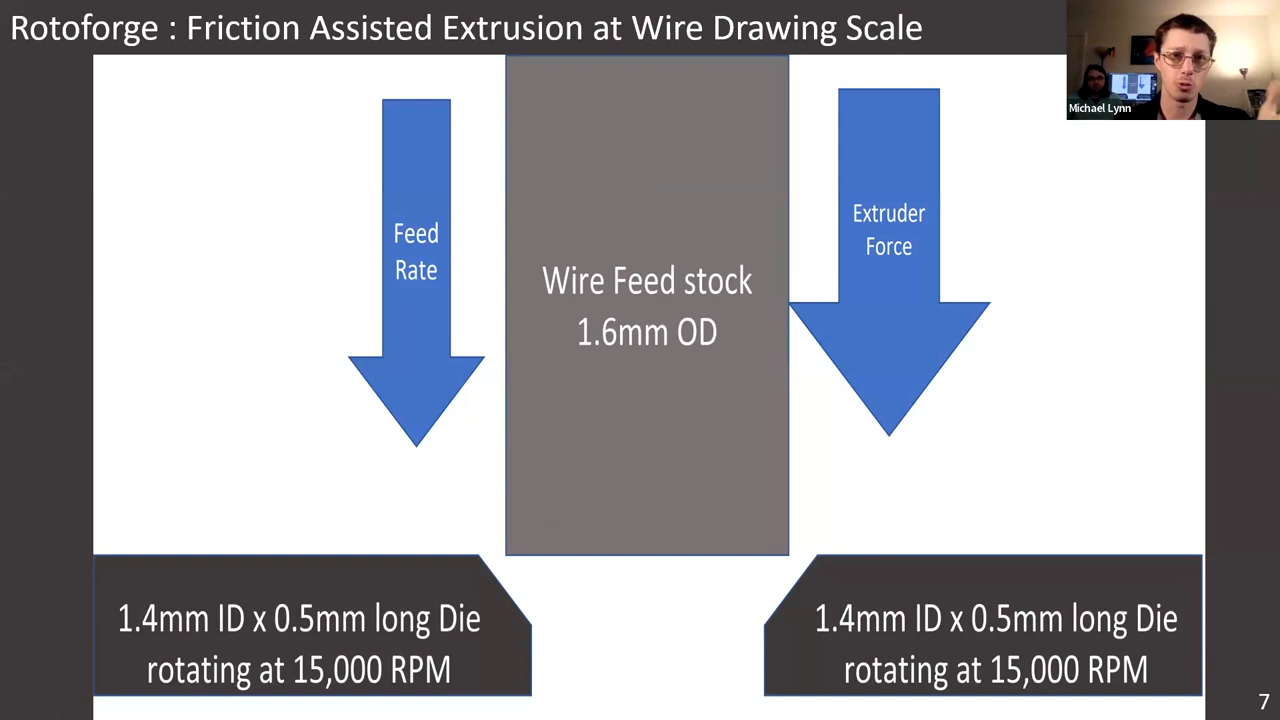 Rotoforge : Friction Assisted Extrusion at Wire Drawing Scale
Michael Lynn
Feed
Rate
Wire Feed stock
1.6mm OD
Extruder
Force
1.4mm ID x 0.5mm long Die
rotating at 15,000 RPM
1.4mm ID x 0.5mm long Die
rotating at 15,000 RPM
7